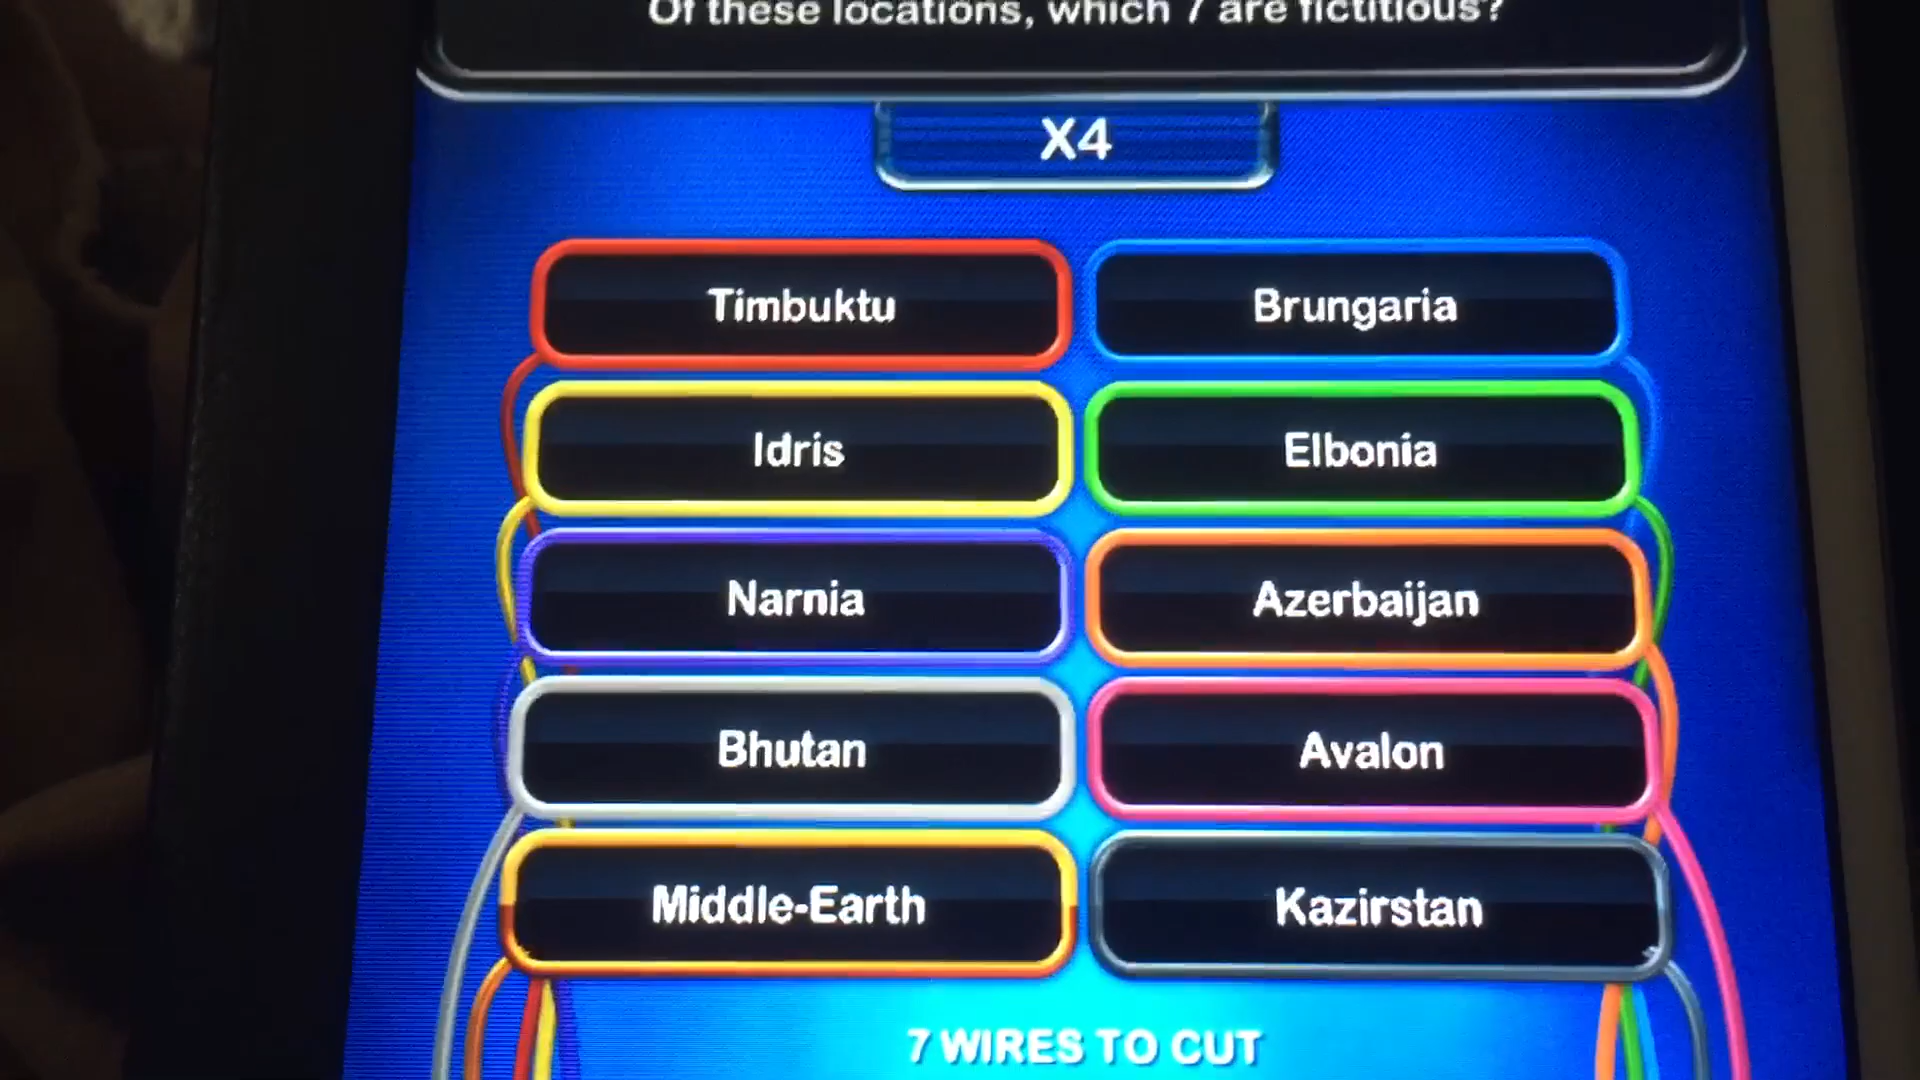 Of these locations, which 7 are fictitious?
X4
Timbuktu
Brungaria
Idris
Elbonia
Narnia
Azerbaijan
Bhutan
Avalon
Middle-Earth
Kazirstan
7 WIRES TO CUT